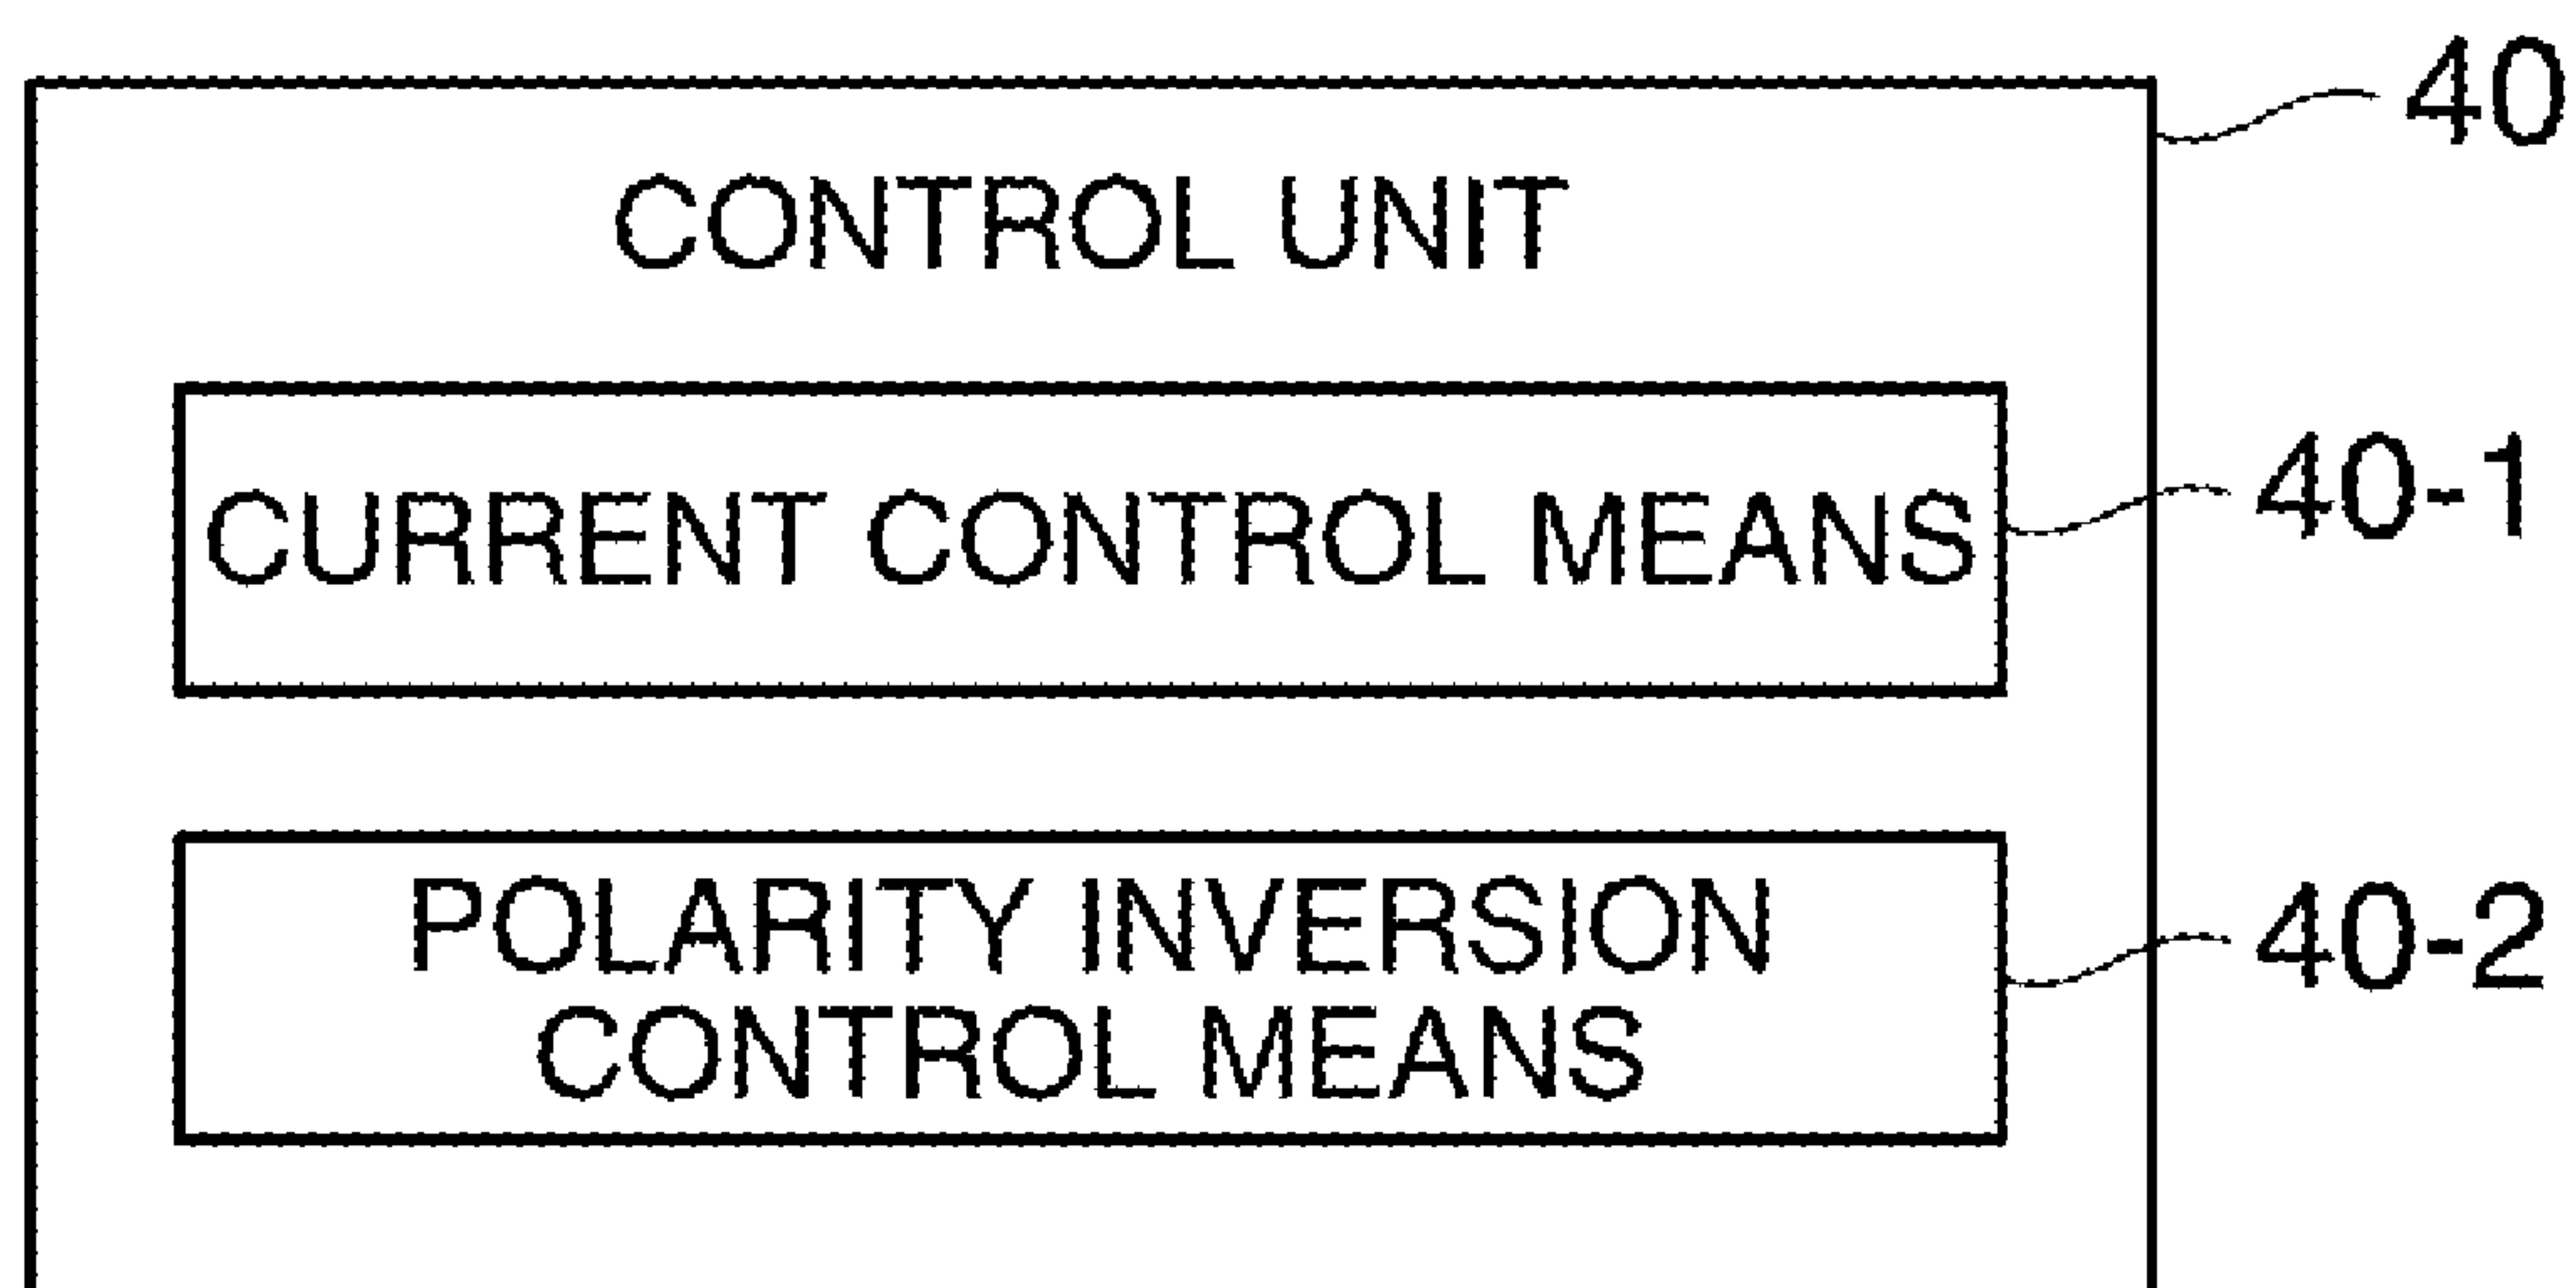 40
CONTROL UNIT
CURRENT CONTROL MEANS
40-1
POLARITY INVERSION
CONTROL MEANS
40-2